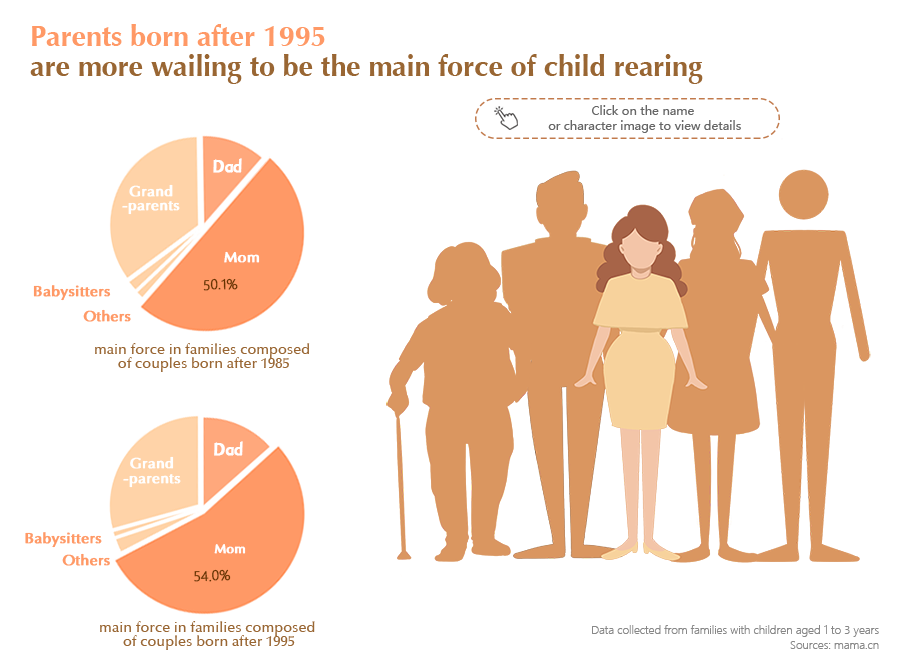 Parents born after 1995
are more wailing to be the main force of child rearing
Click on the name
or character image to view details
Dad
Grand
-parents
Mom
50.1%
Babysitters
Others
main force in families composed
of couples born after 1985
Dad
Grand
-parents
Babysitters
Mom
Others
54.0%
main force in families composed
of couples born after 1995
Data collected from families with children aged 1 to 3 years
Sources: mama.cn